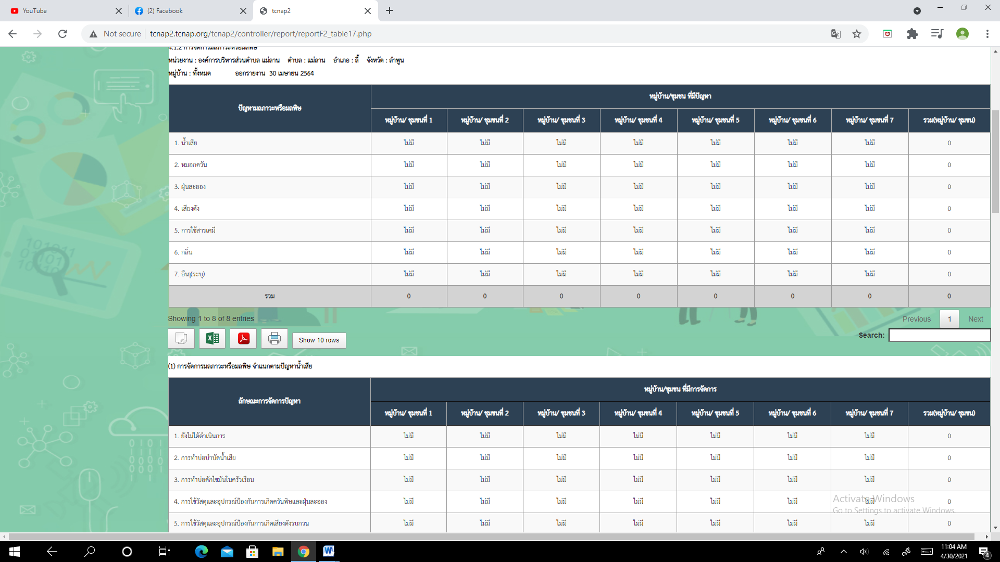 YouTube
(2) Facebook
tcnap2
Not secure
tcnap2.tcnap.org/tcnap2/controller/report/reportF2_table17.php
4.1.2 การจัดการมลภาวะหรือมลพิษ
หน่วยงาน : องค์การบริหารส่วนตำบล แม่ลาน ตำบล : แม่ลาน อำเภอ : ลี้ จังหวัด : ลำพูน
หมู่บ้าน : ทั้งหมด ออกรายงาน 30 เมษายน 2564
ปัญหามลภาวะหรือมลพิษ
หมู่บ้าน/ชุมชน ที่มีปัญหา
หมู่บ้าน/ ชุมชนที่ 1 หมู่บ้าน/ ชุมชนที่ 2 หมู่บ้าน/ ชุมชนที่ 3 หมู่บ้าน/ ชุมชนที่ 4 หมู่บ้าน/ ชุมชนที่ 5 หมู่บ้าน/ ชุมชนที่ 6 หมู่บ้าน/ ชุมชนที่ 7 รวม(หมู่บ้าน/ ชุมชน)
1. น้ำเสีย ไม่มี ไม่มี ไม่มี ไม่มี ไม่มี ไม่มี ไม่มี 0
2. หมอกควัน ไม่มี ไม่มี ไม่มี ไม่มี ไม่มี ไม่มี ไม่มี 0
3. ฝุ่นละออง ไม่มี ไม่มี ไม่มี ไม่มี ไม่มี ไม่มี ไม่มี 0
4. เสียงดัง ไม่มี ไม่มี ไม่มี ไม่มี ไม่มี ไม่มี ไม่มี 0
5. การใช้สารเคมี ไม่มี ไม่มี ไม่มี ไม่มี ไม่มี ไม่มี ไม่มี 0
6. กลิ่น ไม่มี ไม่มี ไม่มี ไม่มี ไม่มี ไม่มี ไม่มี 0
7. อื่นๆ(ระบุ) ไม่มี ไม่มี ไม่มี ไม่มี ไม่มี ไม่มี ไม่มี 0
รวม 0 0 0 0 0 0 0 0
Showing 1 to 8 of 8 entries
Previous 1 Next
Show 10 rows
Search:
(1) การจัดการมลภาวะหรือมลพิษ จำแนกตามปัญหาน้ำเสีย
ลักษณะการจัดการปัญหา
หมู่บ้าน/ชุมชน ที่มีการจัดการ
หมู่บ้าน/ ชุมชนที่ 1 หมู่บ้าน/ ชุมชนที่ 2 หมู่บ้าน/ ชุมชนที่ 3 หมู่บ้าน/ ชุมชนที่ 4 หมู่บ้าน/ ชุมชนที่ 5 หมู่บ้าน/ ชุมชนที่ 6 หมู่บ้าน/ ชุมชนที่ 7 รวม(หมู่บ้าน/ ชุมชน)
1. ยังไม่ได้ดำเนินการ ไม่มี ไม่มี ไม่มี ไม่มี ไม่มี ไม่มี ไม่มี 0
2. การทำบ่อบำบัดน้ำเสีย ไม่มี ไม่มี ไม่มี ไม่มี ไม่มี ไม่มี ไม่มี 0
3. การทำบ่อดักไขมันในครัวเรือน ไม่มี ไม่มี ไม่มี ไม่มี ไม่มี ไม่มี ไม่มี 0
4. การใช้วัสดุและอุปกรณ์ป้องกันการเกิดควันพิษและฝุ่นละออง ไม่มี ไม่มี ไม่มี ไม่มี ไม่มี ไม่มี ไม่มี 0
5. การใช้วัสดุและอุปกรณ์ป้องกันการเกิดเสียงดังรบกวน ไม่มี ไม่มี ไม่มี ไม่มี ไม่มี ไม่มี ไม่มี 0
Activate Windows
Go to Settings to activate Windows.
11:04 AM
4/30/2021
4